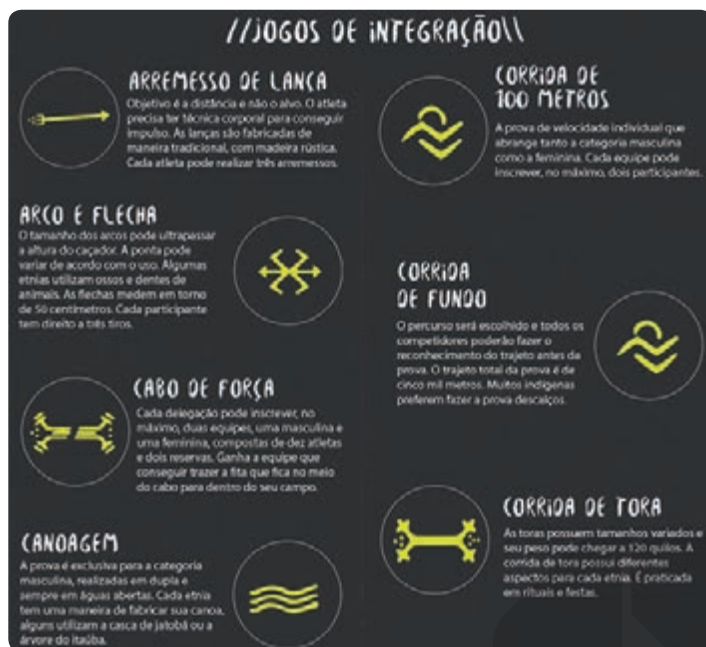 //JOGOS DE INTEGRAÇÃO\\
ARREMESSO DE LANÇA
Objetivo é a distância e não o alvo. O atleta
precisa ter técnica corporal para conseguir
impulso. As lanças são fabricadas de
maneira tradicional, com madeira rústica.
Cada atleta pode realizar três arremessos.
ARCO E FLECHA
O tamanho dos arcos pode ultrapassar
a altura do caçador. A ponta pode
variar de acordo com o uso. Algumas
etnias utilizam ossos e dentes de
animais. As flechas medem em torno
de 50 centímetros. Cada participante
tem direito a três tiros.
CABO DE FORÇA
Cada delegação pode inscrever, no
máximo, duas equipes, uma masculina e
uma feminina, compostas de dez atletas
e dois reservas. Ganha a equipe que
conseguir trazer a fita que fica no meio
do cabo para dentro do seu campo.
CANOAGEM
A prova é exclusiva para a categoria
masculina, realizadas em dupla e
sempre em águas abertas. Cada etnia
tem uma maneira de fabricar sua canoa,
alguns utilizam a casca de jatobá ou a
árvore do itaúba.
CORRIDA DE
100 METROS
A prova de velocidade individual que
abrange tanto a categoria masculina
como a feminina. Cada equipe pode
inscrever, no máximo, dois participantes.
CORRIDA
DE FUNDO
O percurso será escolhido e todos os
competidores poderão fazer o
reconhecimento do trajeto antes de
prova. O trajeto total da prova é de
cinco mil metros. Muitos indígenas
preferem fazer a prova descalços.
CORRIDA DE TORA
As toras possuem tamanhos variados e
seu peso pode chegar a 120 quilos. A
corrida de tora possui diferentes
aspectos para cada etnia. É praticada
em rituais e festas.